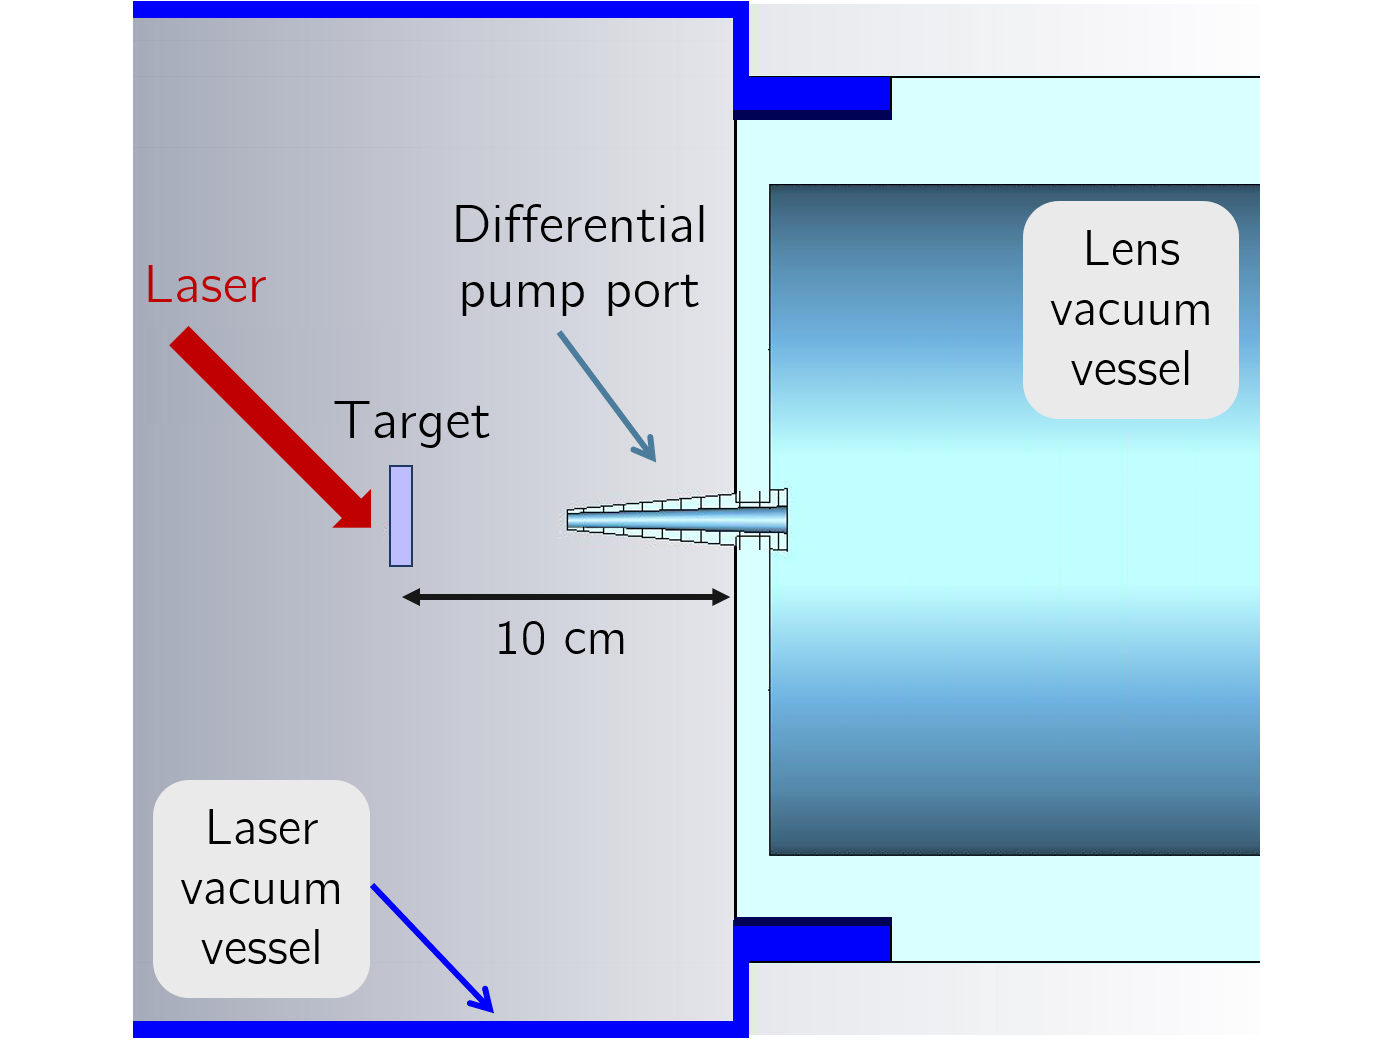 Differential
pump port
Laser
Target
10 cm
Lens
vacuum
vessel
Laser
vacuum
vessel